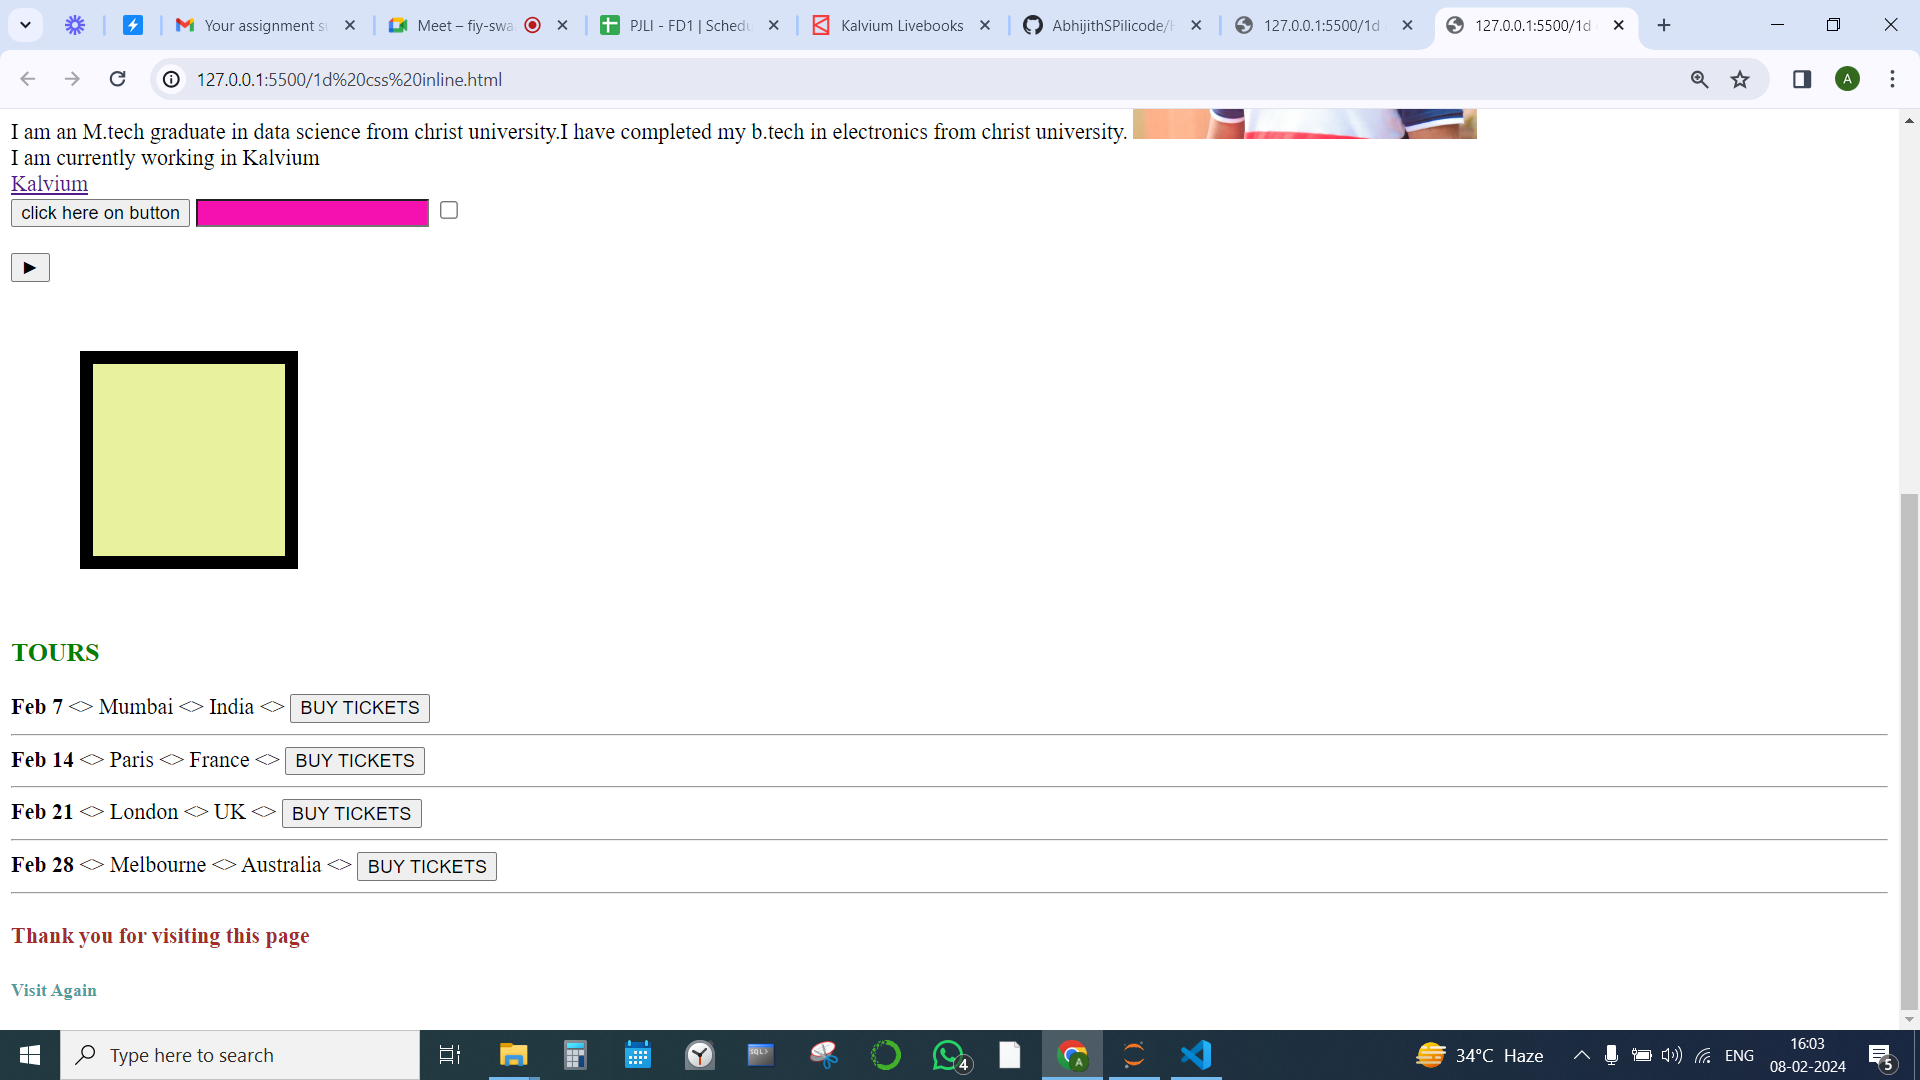 Your assignment su
Meet – fiy-swa
PJLI - FD1 | Schedu
Kalvium Livebooks
AbhijithSPilicode/H
127.0.0.1:5500/1d
127.0.0.1:5500/1d
127.0.0.1:5500/1d%20css%20inline.html
A
I am an M.tech graduate in data science from christ university.I have completed my b.tech in electronics from christ university.
I am currently working in Kalvium
Kalvium
click here on button
TOURS
Feb 7 <> Mumbai <> India <> BUY TICKETS
Feb 14 <> Paris <> France <> BUY TICKETS
Feb 21 <> London <> UK <> BUY TICKETS
Feb 28 <> Melbourne <> Australia <> BUY TICKETS
Thank you for visiting this page
Visit Again
Type here to search
SQL>
4
A
34°C Haze
ENG
16:03
08-02-2024
5